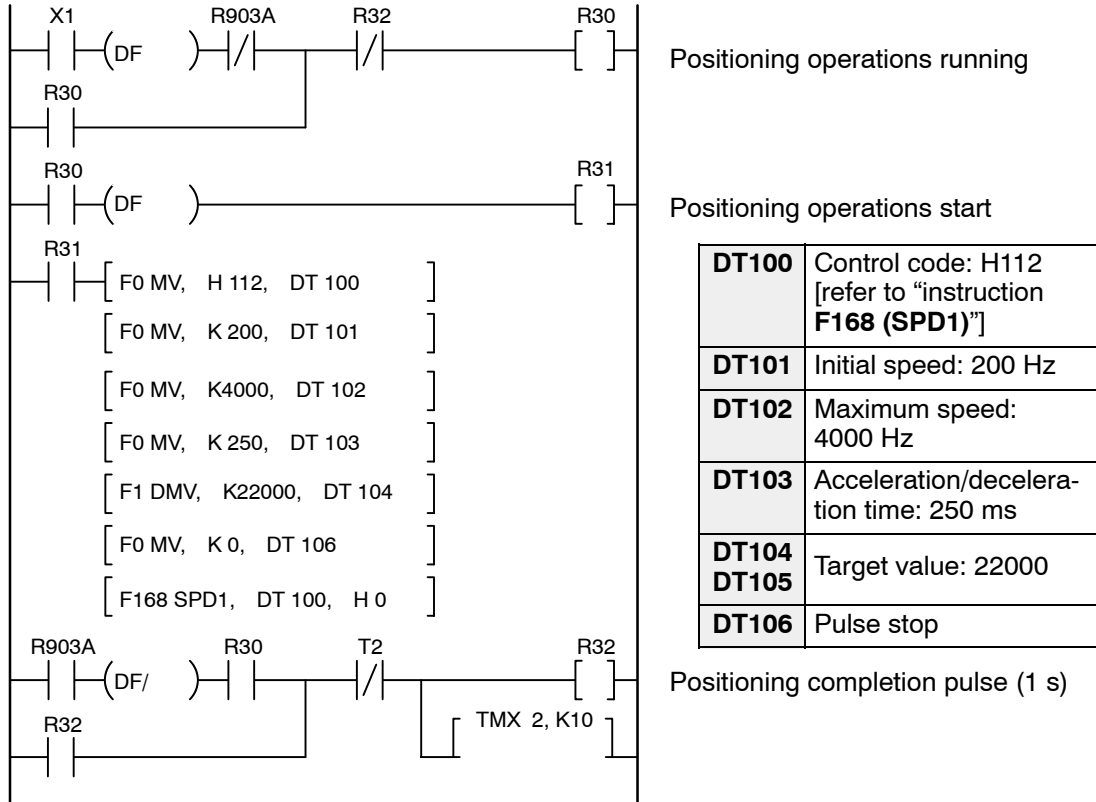 X1 R903A R32 R30
(DF )
Positioning operations running
R30
R30 R31
(DF )
Positioning operations start
R31
F0 MV, H 112, DT 100
F0 MV, K 200, DT 101
F0 MV, K4000, DT 102
F0 MV, K 250, DT 103
F1 DMV, K22000, DT 104
F0 MV, K 0, DT 106
F168 SPD1, DT 100, H 0
DT100 Control code: H112
[refer to “instruction
F168 (SPD1)”]
DT101 Initial speed: 200 Hz
DT102 Maximum speed:
4000 Hz
DT103 Acceleration/decelera-
tion time: 250 ms
DT104
DT105 Target value: 22000
DT106 Pulse stop
R903A R30 T2 R32
(DF/ )
Positioning completion pulse (1 s)
R32
TMX 2, K10